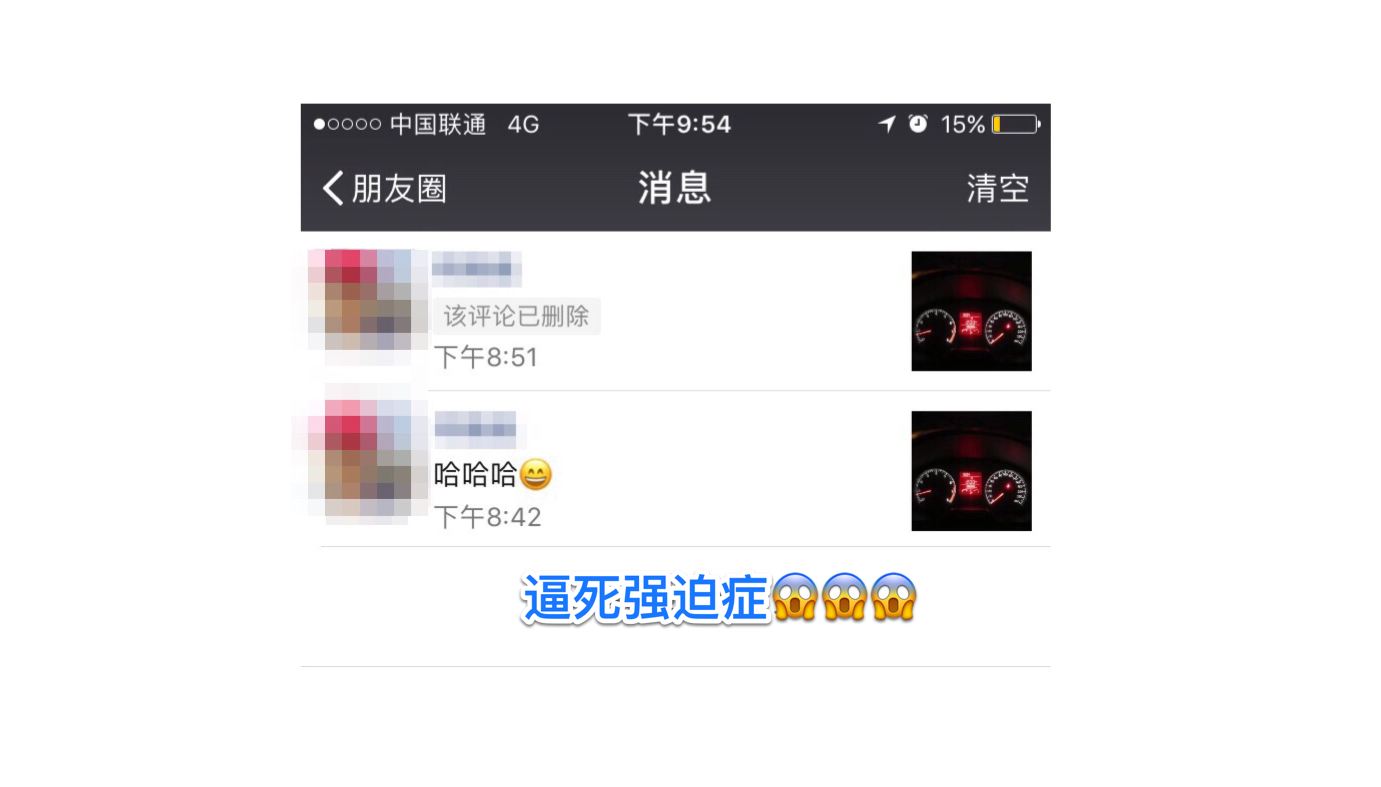 中国联通 4G 下午9:54 15%
朋友圈 消息 清空
该评论已删除
下午8:51
哈哈哈😄
下午8:42
逼死强迫症😱😱😱